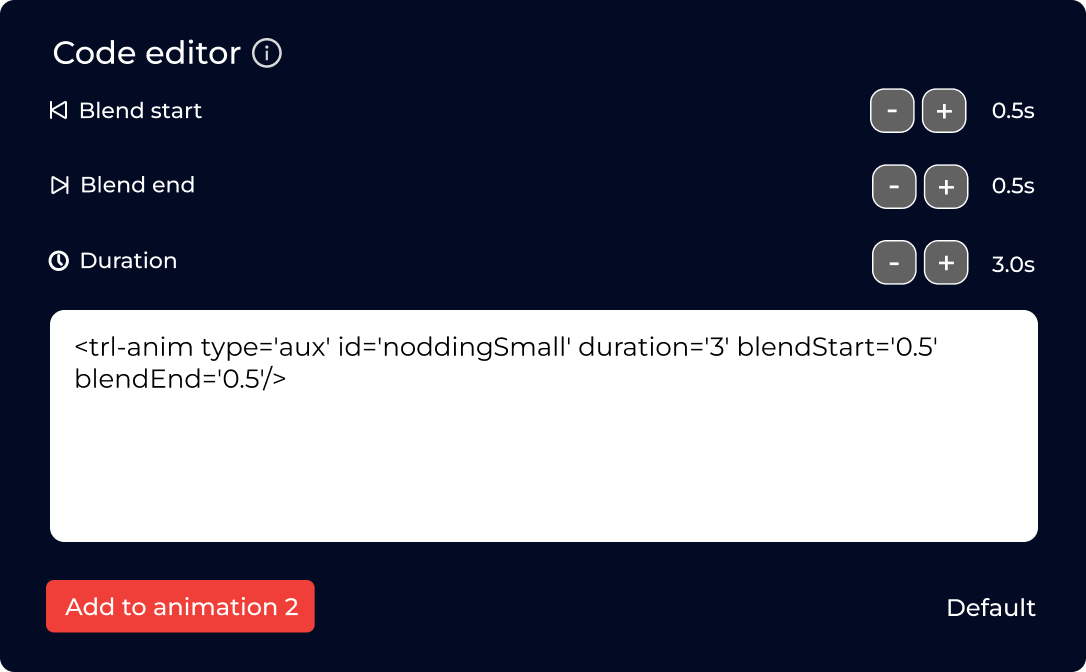 Code editor
Blend start - + 0.5s
Blend end - + 0.5s
Duration - + 3.0s
<trl-anim type='aux' id='noddingSmall' duration='3' blendStart='0.5'
blendEnd='0.5'/>
Add to animation 2 Default